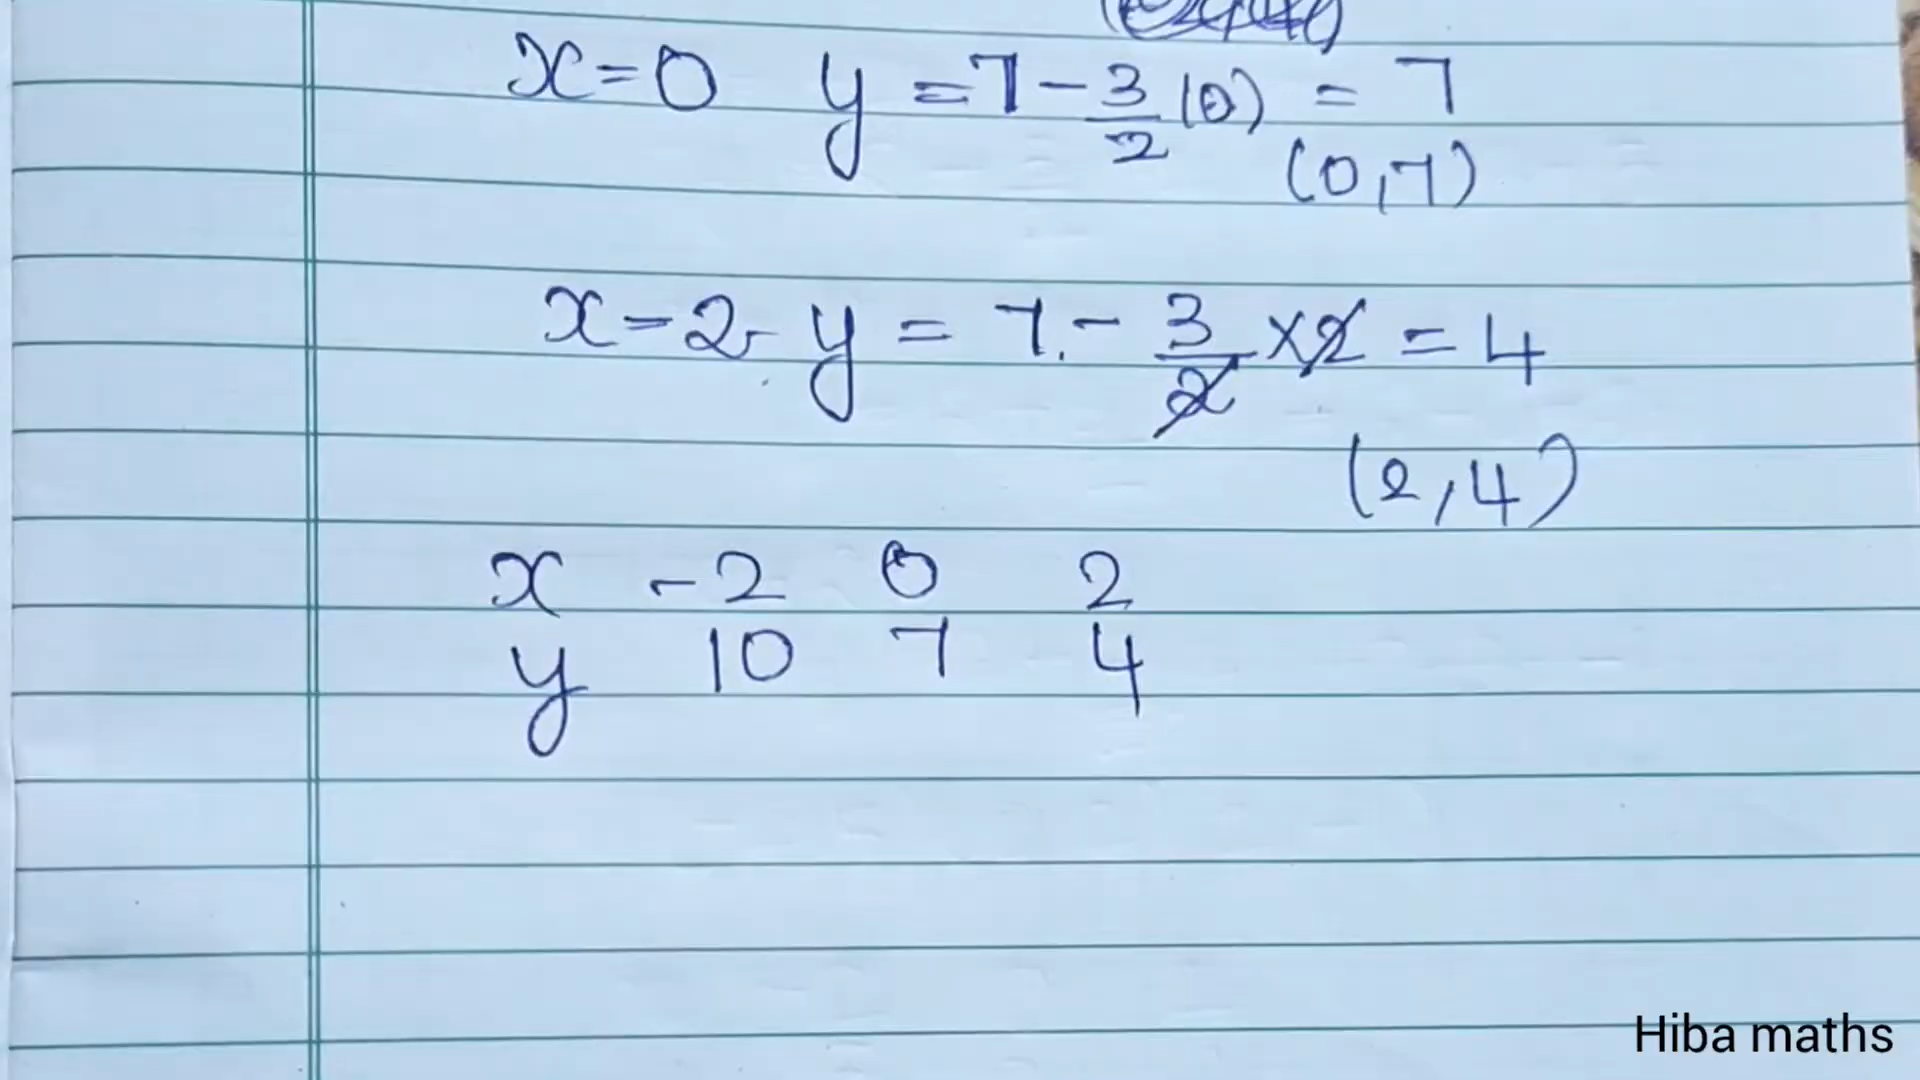 x=0 y = 7 - 3/2 (0) = 7
(0,7)
x=2 y = 7 - 3/2 ×2 = 4
(2,4)
x -2 0 2
y 10 7 4
Hiba maths